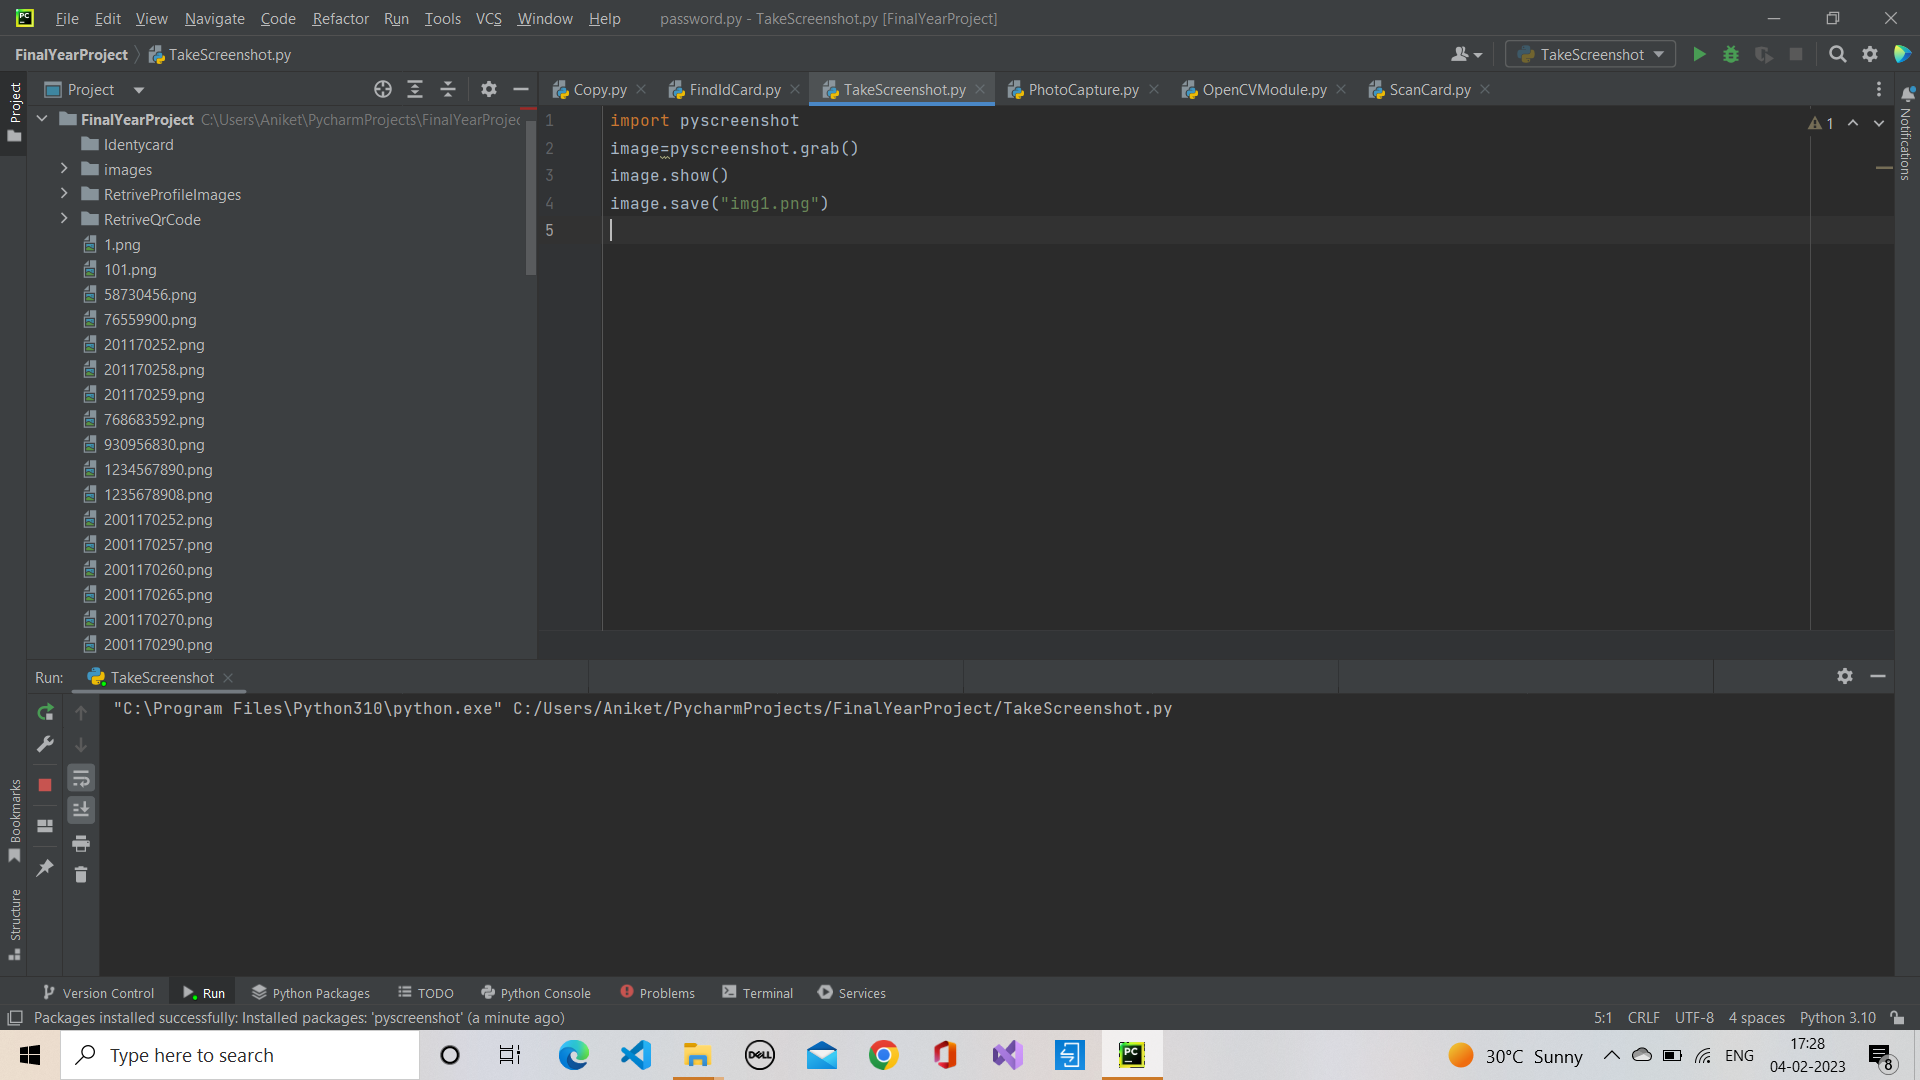 PC File Edit View Navigate Code Refactor Run Tools VCS Window Help password.py - TakeScreenshot.py [FinalYearProject]
FinalYearProject TakeScreenshot.py TakeScreenshot
Project
Project
Copy.py FindIdCard.py TakeScreenshot.py PhotoCapture.py OpenCVModule.py ScanCard.py
Notifications
FinalYearProject C:\Users\Aniket\PycharmProjects\FinalYearProjec
Identycard
images
RetriveProfileImages
RetriveQrCode
1.png
101.png
58730456.png
76559900.png
201170252.png
201170258.png
201170259.png
768683592.png
930956830.png
1234567890.png
1235678908.png
2001170252.png
2001170257.png
2001170260.png
2001170265.png
2001170270.png
2001170290.png
1 import pyscreenshot
2 image=pyscreenshot.grab()
3 image.show()
4 image.save("img1.png")
5
1
Run: TakeScreenshot
"C:\Program Files\Python310\python.exe" C:/Users/Aniket/PycharmProjects/FinalYearProject/TakeScreenshot.py
Bookmarks
Structure
Version Control Run Python Packages TODO Python Console Problems Terminal Services
Packages installed successfully: Installed packages: 'pyscreenshot' (a minute ago) 5:1 CRLF UTF-8 4 spaces Python 3.10
Type here to search DELL PC 30°C Sunny ENG 17:28
04-02-2023 8